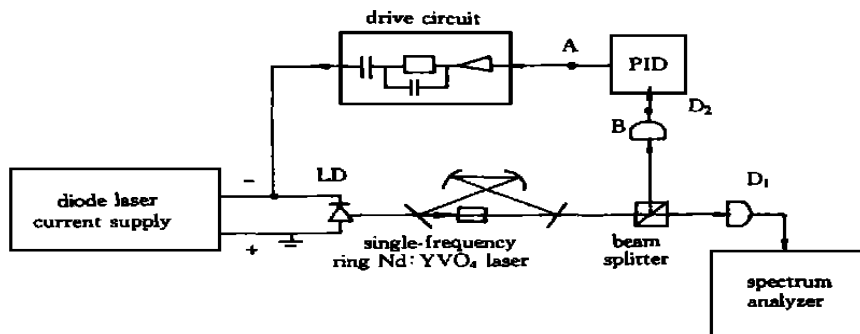 drive circuit
A
PID
D₂
B
−
LD
diode laser
current supply
+
D₁
single-frequency
ring Nd:YVO₄ laser
beam
splitter
spectrum
analyzer